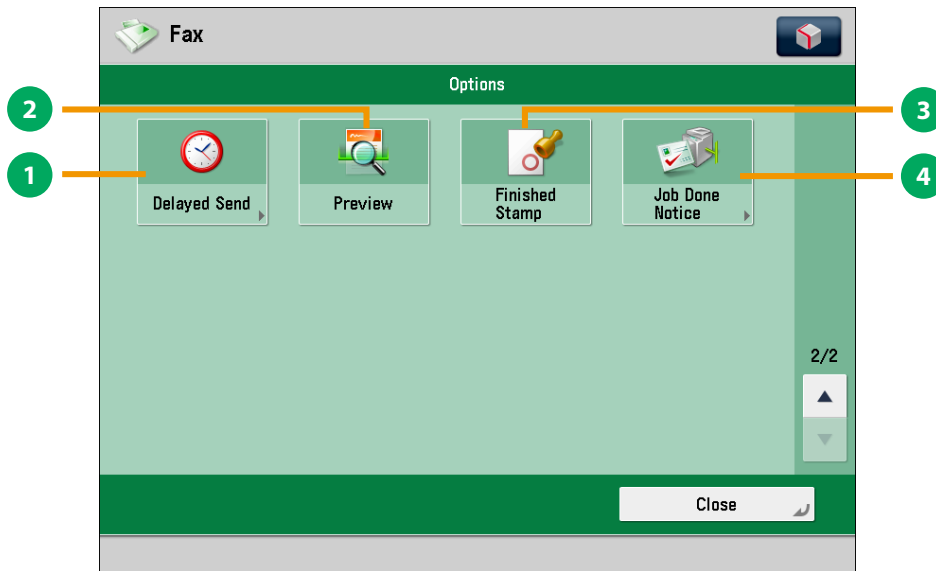 Fax
Options
2
3
1
4
Delayed Send
Preview
Finished
Stamp
Job Done
Notice
2/2
Close